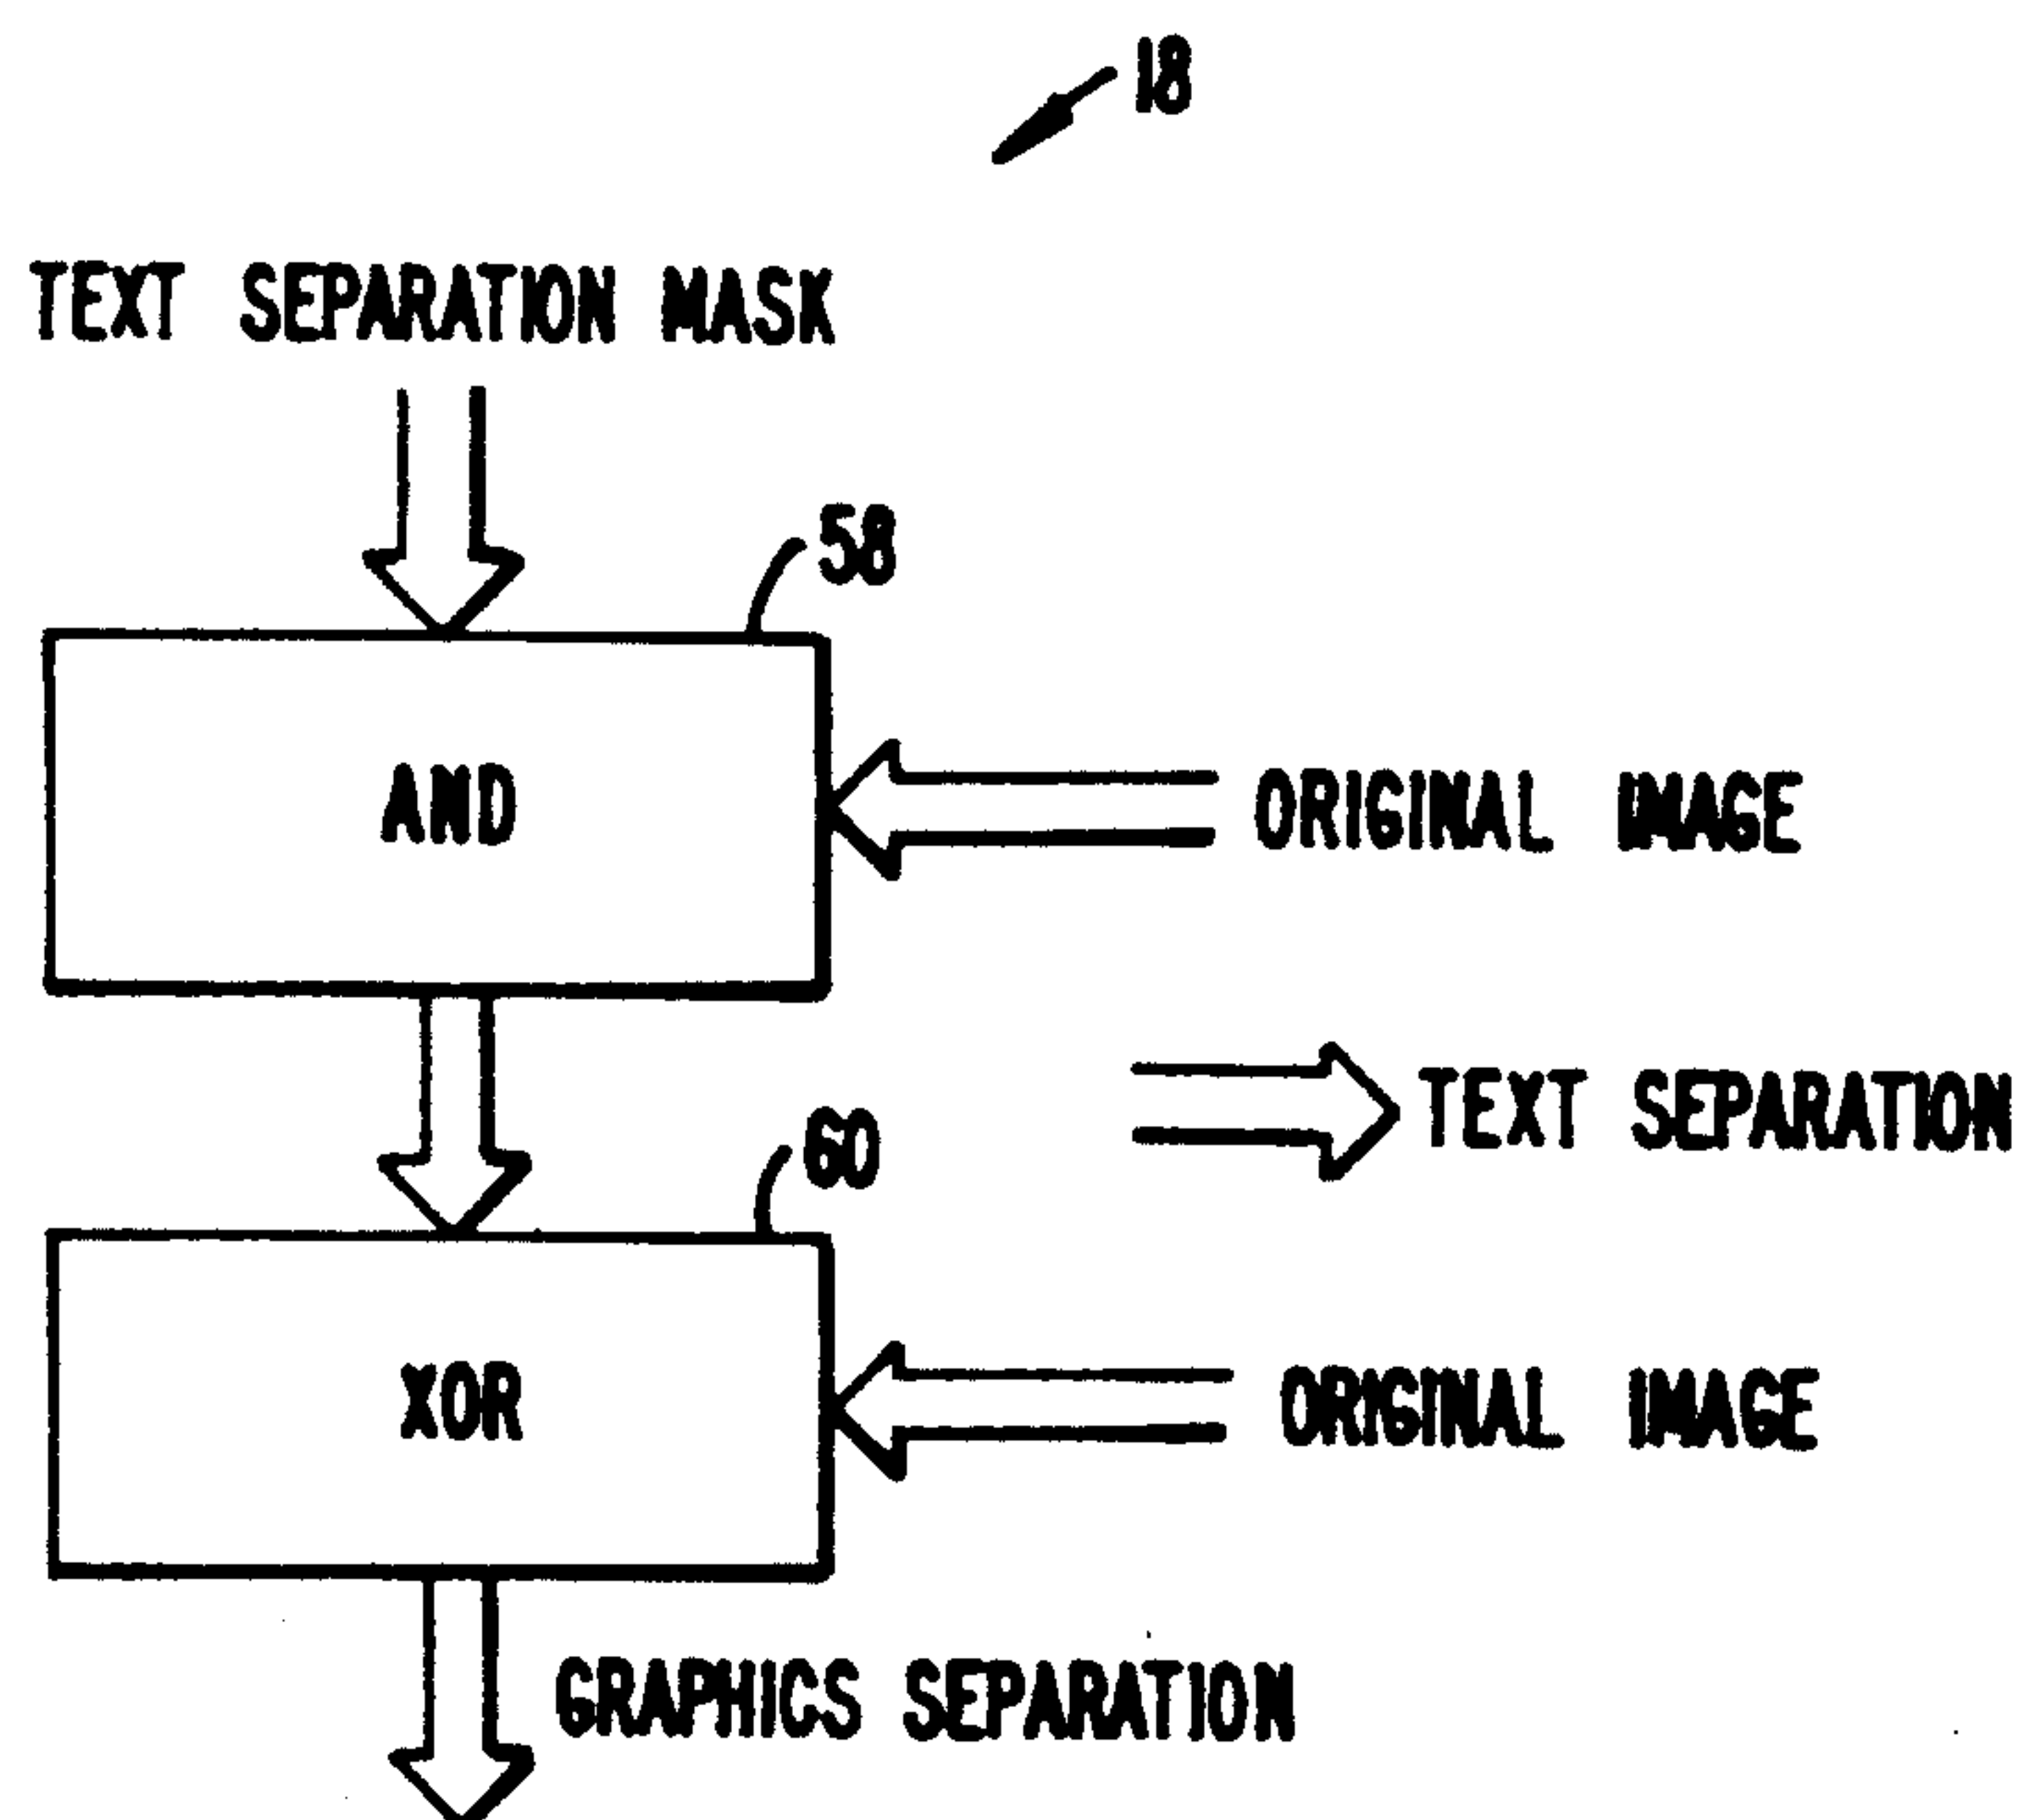 18
TEXT SEPARATION MASK
58
AND
ORIGINAL IMAGE
TEXT SEPARATION
60
XOR
ORIGINAL IMAGE
GRAPHICS SEPARATION